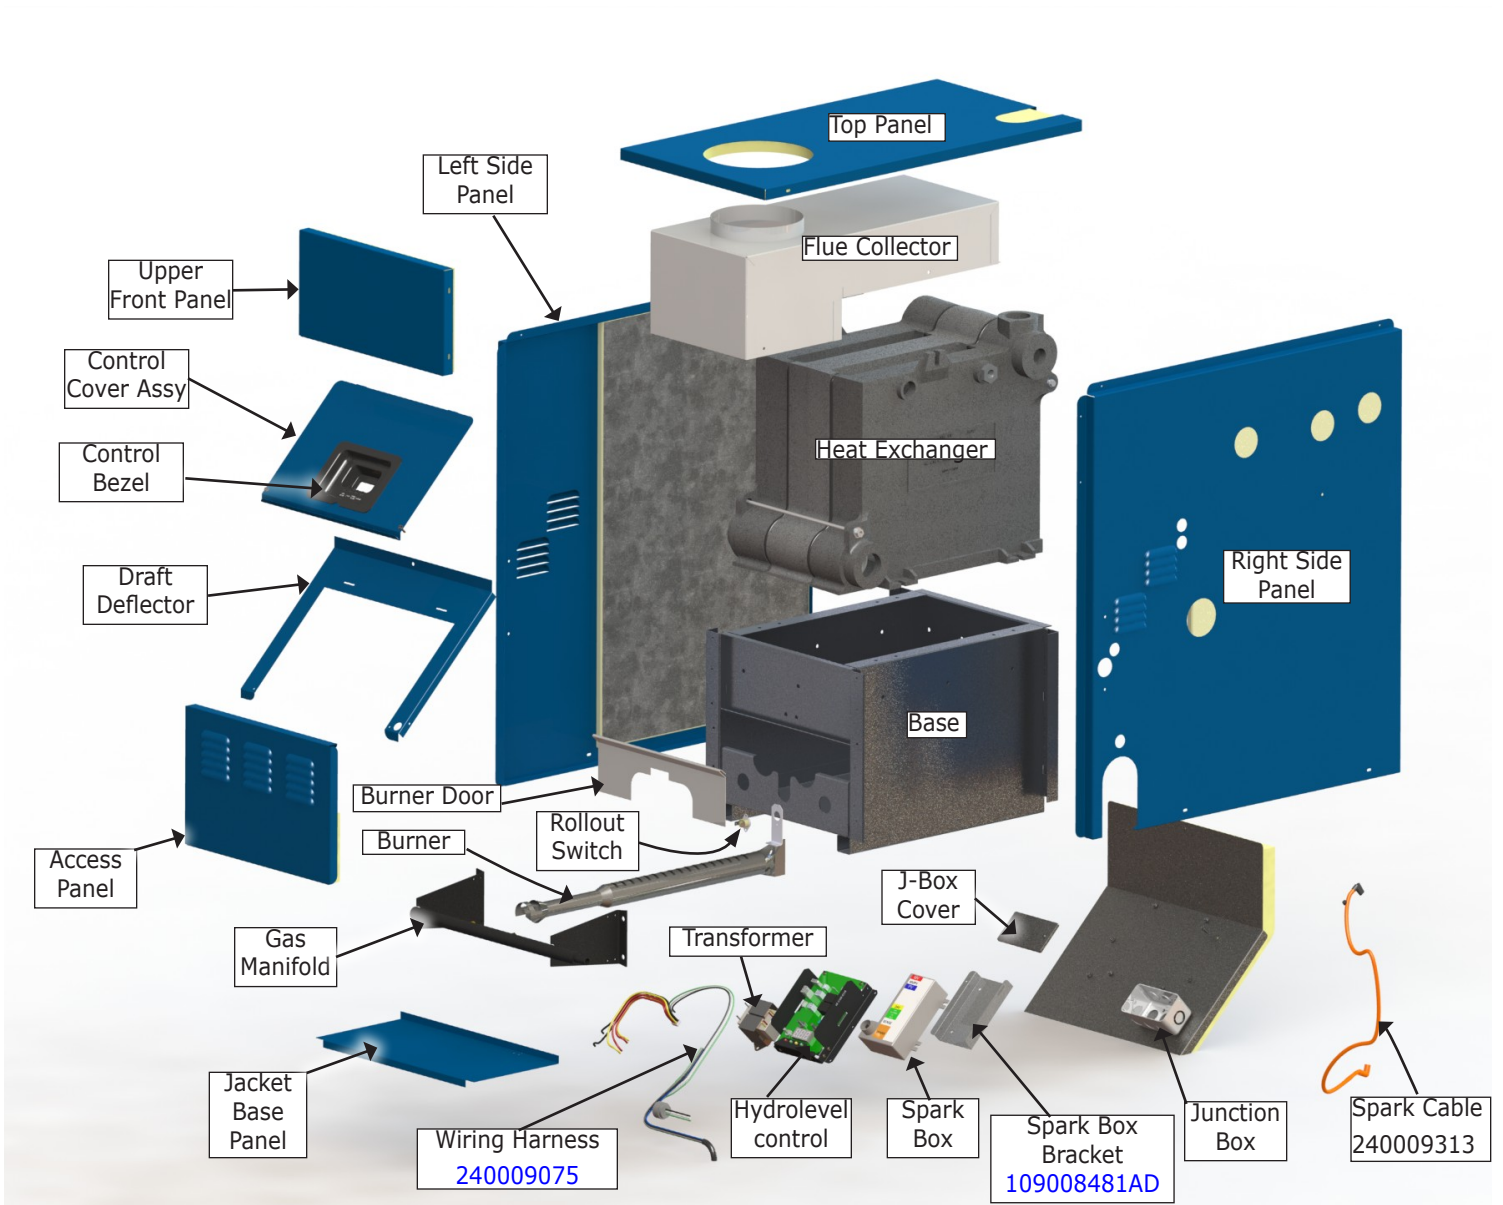 Top Panel
Left Side
Panel
Flue Collector
Upper
Front Panel
Control
Cover Assy
Control
Bezel
Heat Exchanger
Draft
Deflector
Right Side
Panel
Base
Burner Door
Rollout
Switch
Burner
Access
Panel
J-Box
Cover
Gas
Manifold
Transformer
Jacket
Base
Panel
Wiring Harness
240009075
Hydrolevel
control
Spark
Box
Spark Box
Bracket
109008481AD
Junction
Box
Spark Cable
240009313